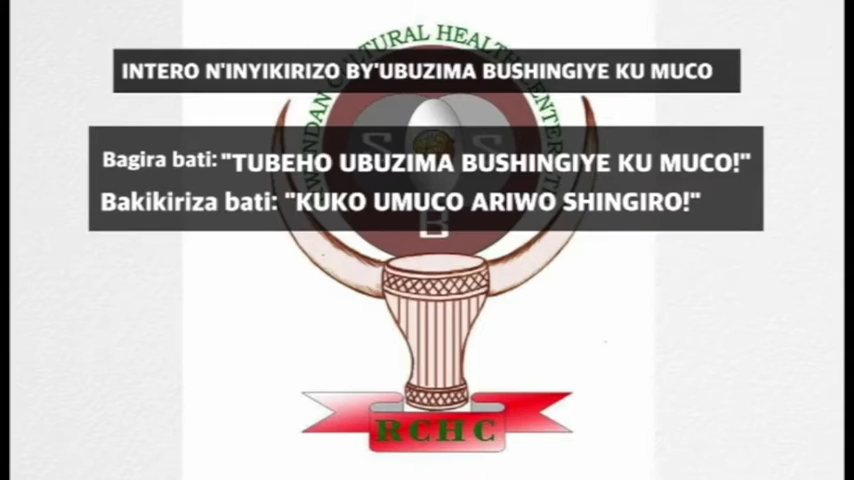 INTERO N'INYIKIRIZO BY'UBUZIMA BUSHINGIYE KU MUCO
Bagira bati: "TUBEHO UBUZIMA BUSHINGIYE KU MUCO!"
Bakikiriza bati: "KUKO UMUCO ARIWO SHINGIRO!"
B
RCHC